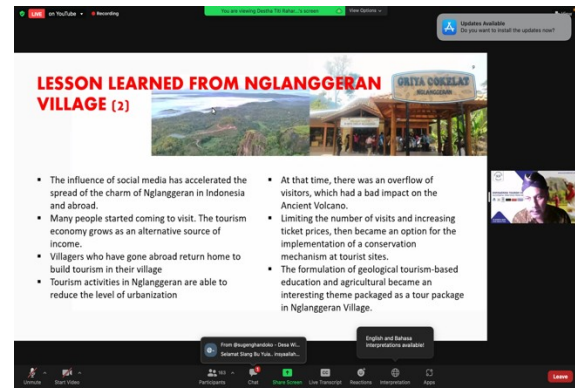 LIVE on YouTube
Recording
You are viewing Destha Titi Rahar...'s screen
View Options
Updates Available
Do you want to install the updates now?
LESSON LEARNED FROM NGLANGGERAN
VILLAGE (2)
GRIYA COKELAT
NGLANGGERAN
▪ The influence of social media has accelerated the
spread of the charm of Nglanggeran in Indonesia
and abroad.
▪ Many people started coming to visit. The tourism
economy grows as an alternative source of
income.
▪ Villagers who have gone abroad return home to
build tourism in their village
▪ Tourism activities in Nglanggeran are able to
reduce the level of urbanization
▪ At that time, there was an overflow of
visitors, which had a bad impact on the
Ancient Volcano.
▪ Limiting the number of visits and increasing
ticket prices, then became an option for the
implementation of a conservation
mechanism at tourist sites.
▪ The formulation of geological tourism-based
education and agricultural became an
interesting theme packaged as a tour package
in Nglanggeran Village.
From @sugenghandoko - Desa Wi...
Selamat Siang Bu Yula.. Insyaallah...
English and Bahasa
interpretations available!
Unmute
Start Video
163
Participants
Chat
Share Screen
Live Transcript
Reactions
Interpretation
Apps
Leave